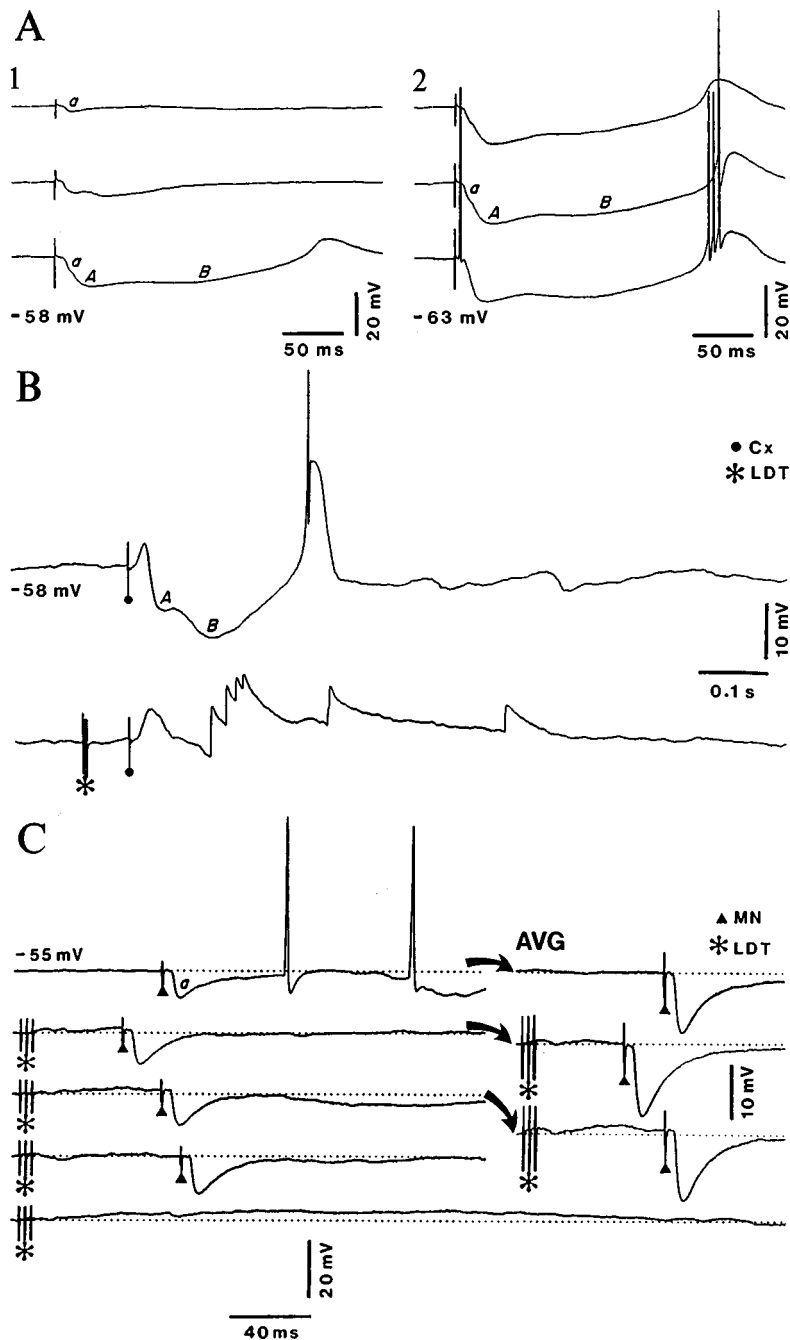 A
1
2
a
a
A
B
a
A
B
-58 mV
20 mV
50 ms
-63 mV
20 mV
50 ms
B
● Cx
✻ LDT
-58 mV
A
B
10 mV
0.1 s
✻
C
-55 mV
a
AVG
▲ MN
✻ LDT
10 mV
20 mV
40 ms